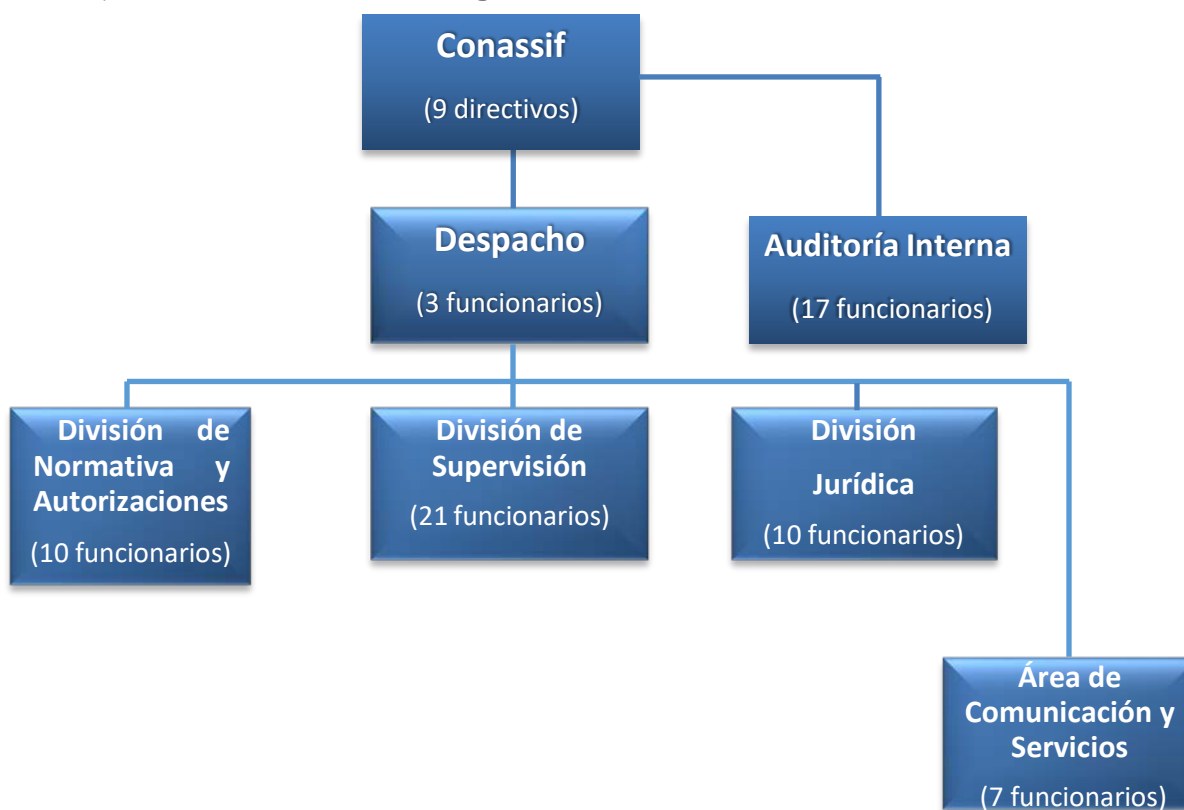 Conassif
(9 directivos)
Despacho
(3 funcionarios)
Auditoría Interna
(17 funcionarios)
División de
Normativa y
Autorizaciones
(10 funcionarios)
División de
Supervisión
(21 funcionarios)
División
Jurídica
(10 funcionarios)
Área de
Comunicación y
Servicios
(7 funcionarios)